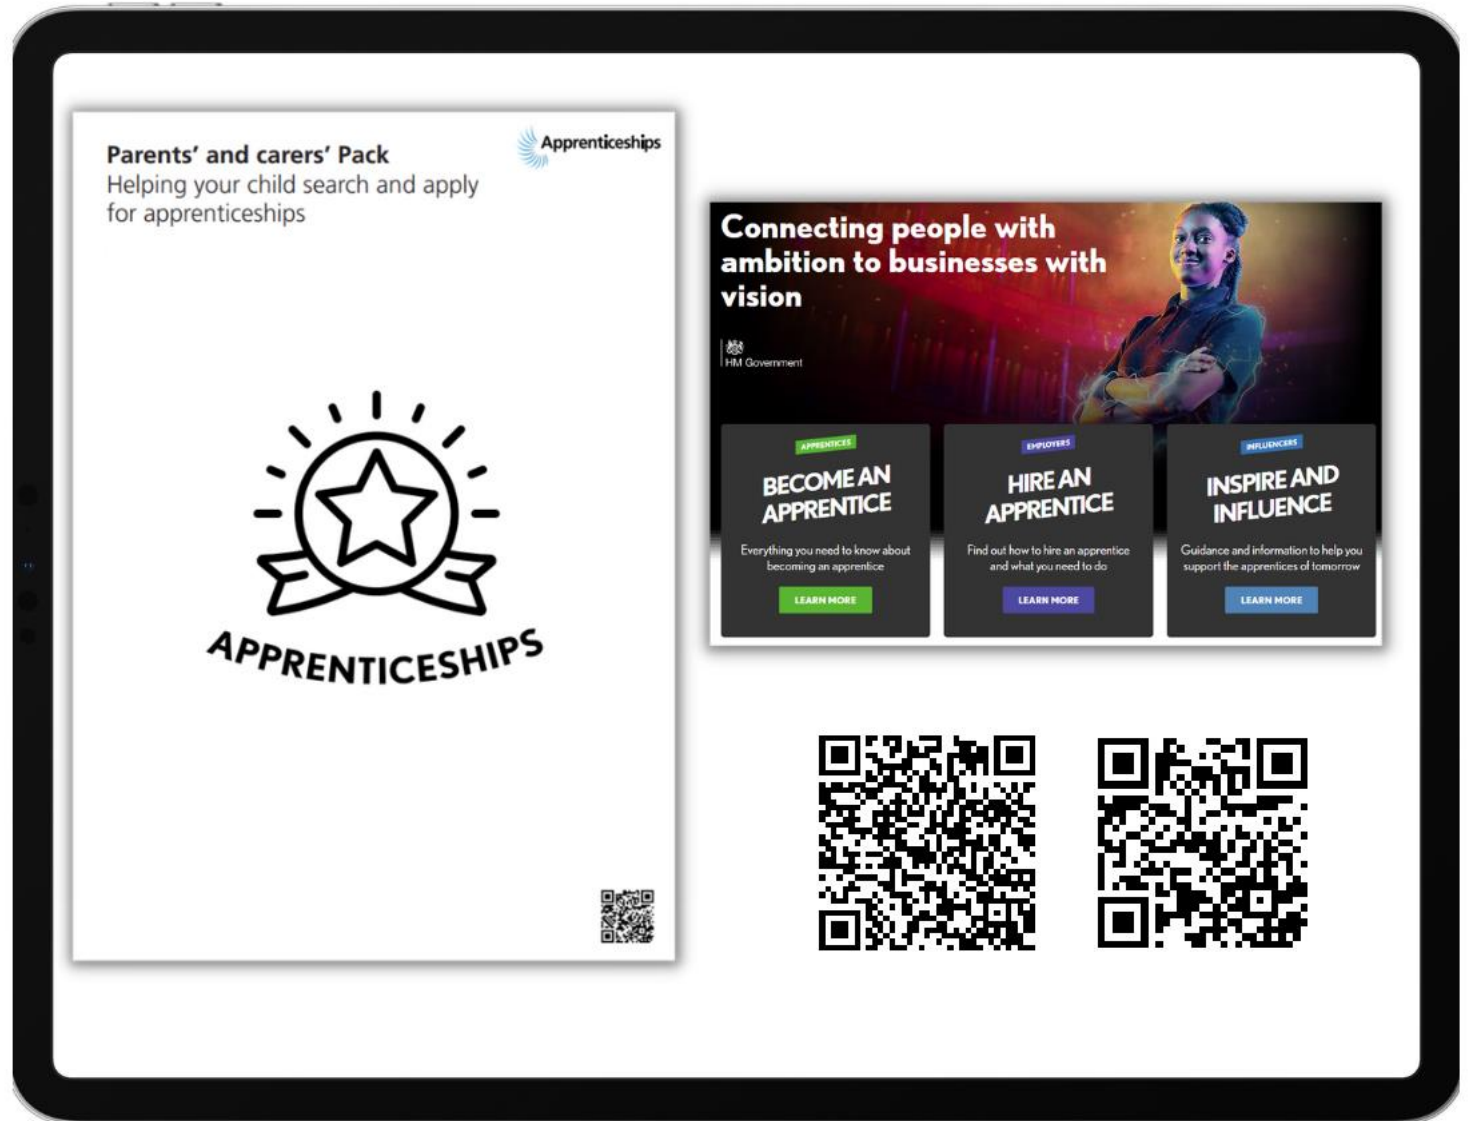 Parents' and carers' Pack
Helping your child search and apply
for apprenticeships
Apprenticeships
APPRENTICESHIPS
Connecting people with
ambition to businesses with
vision
HM Government
APPRENTICES
BECOME AN
APPRENTICE
Everything you need to know about
becoming an apprentice
LEARN MORE
EMPLOYERS
HIRE AN
APPRENTICE
Find out how to hire an apprentice
and what you need to do
LEARN MORE
INFLUENCERS
INSPIRE AND
INFLUENCE
Guidance and information to help you
support the apprentices of tomorrow
LEARN MORE